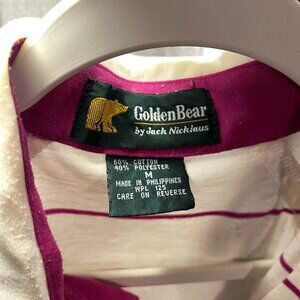 GoldenBear
by Jack Nicklaus
60% COTTON
40% POLYESTER
M
MADE IN PHILIPPINES
WPL 125
CARE ON REVERSE